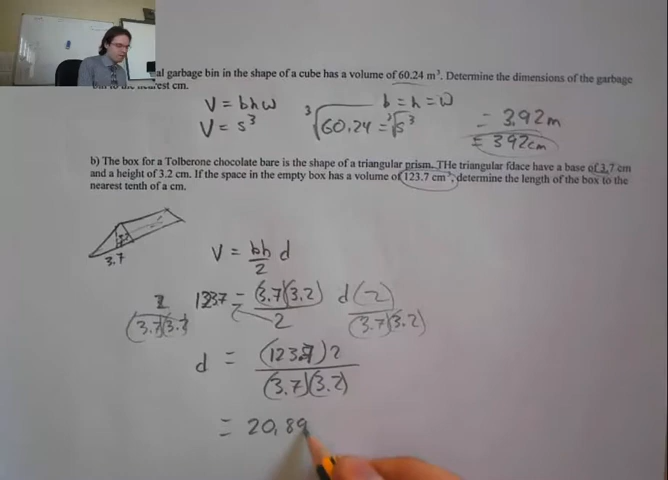 al garbage bin in the shape of a cube has a volume of 60.24 m³. Determine the dimensions of the garbage
est cm.
V = bhw
b = h = w
V = s³
³√60.24 = ³√s³
= 3.92m
= 392cm
b) The box for a Tolberone chocolate bare is the shape of a triangular prism. THe triangular fdace have a base of 3.7 cm
and a height of 3.2 cm. If the space in the empty box has a volume of 123.7 cm³, determine the length of the box to the
nearest tenth of a cm.
3.7
V = bh/2 d
= (3.7)(3.2)/2 d (2)/(3.7)(3.2)
2/(3.7)(3.2)
d = (123.7)2/(3.7)(3.2)
= 20.89